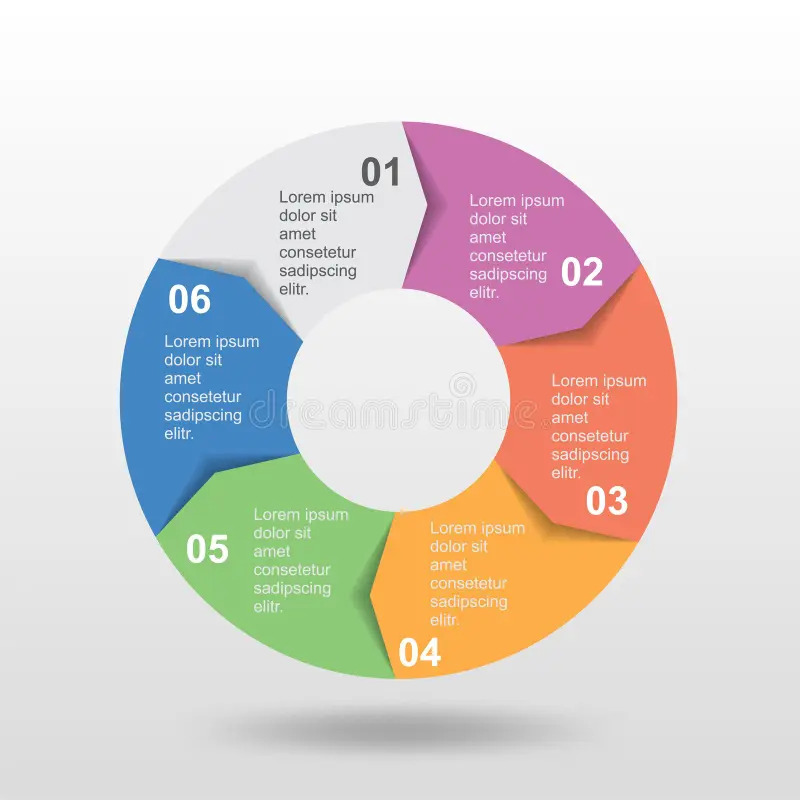 01
Lorem ipsum
dolor sit
amet
consetetur
sadipscing
elitr.
Lorem ipsum
dolor sit
amet
consetetur
sadipscing
elitr.
02
Lorem ipsum
dolor sit
amet
consetetur
sadipscing
elitr.
03
Lorem ipsum
dolor sit
amet
consetetur
sadipscing
elitr.
04
05
Lorem ipsum
dolor sit
amet
consetetur
sadipscing
elitr.
06
Lorem ipsum
dolor sit
amet
consetetur
sadipscing
elitr.
dreamstime